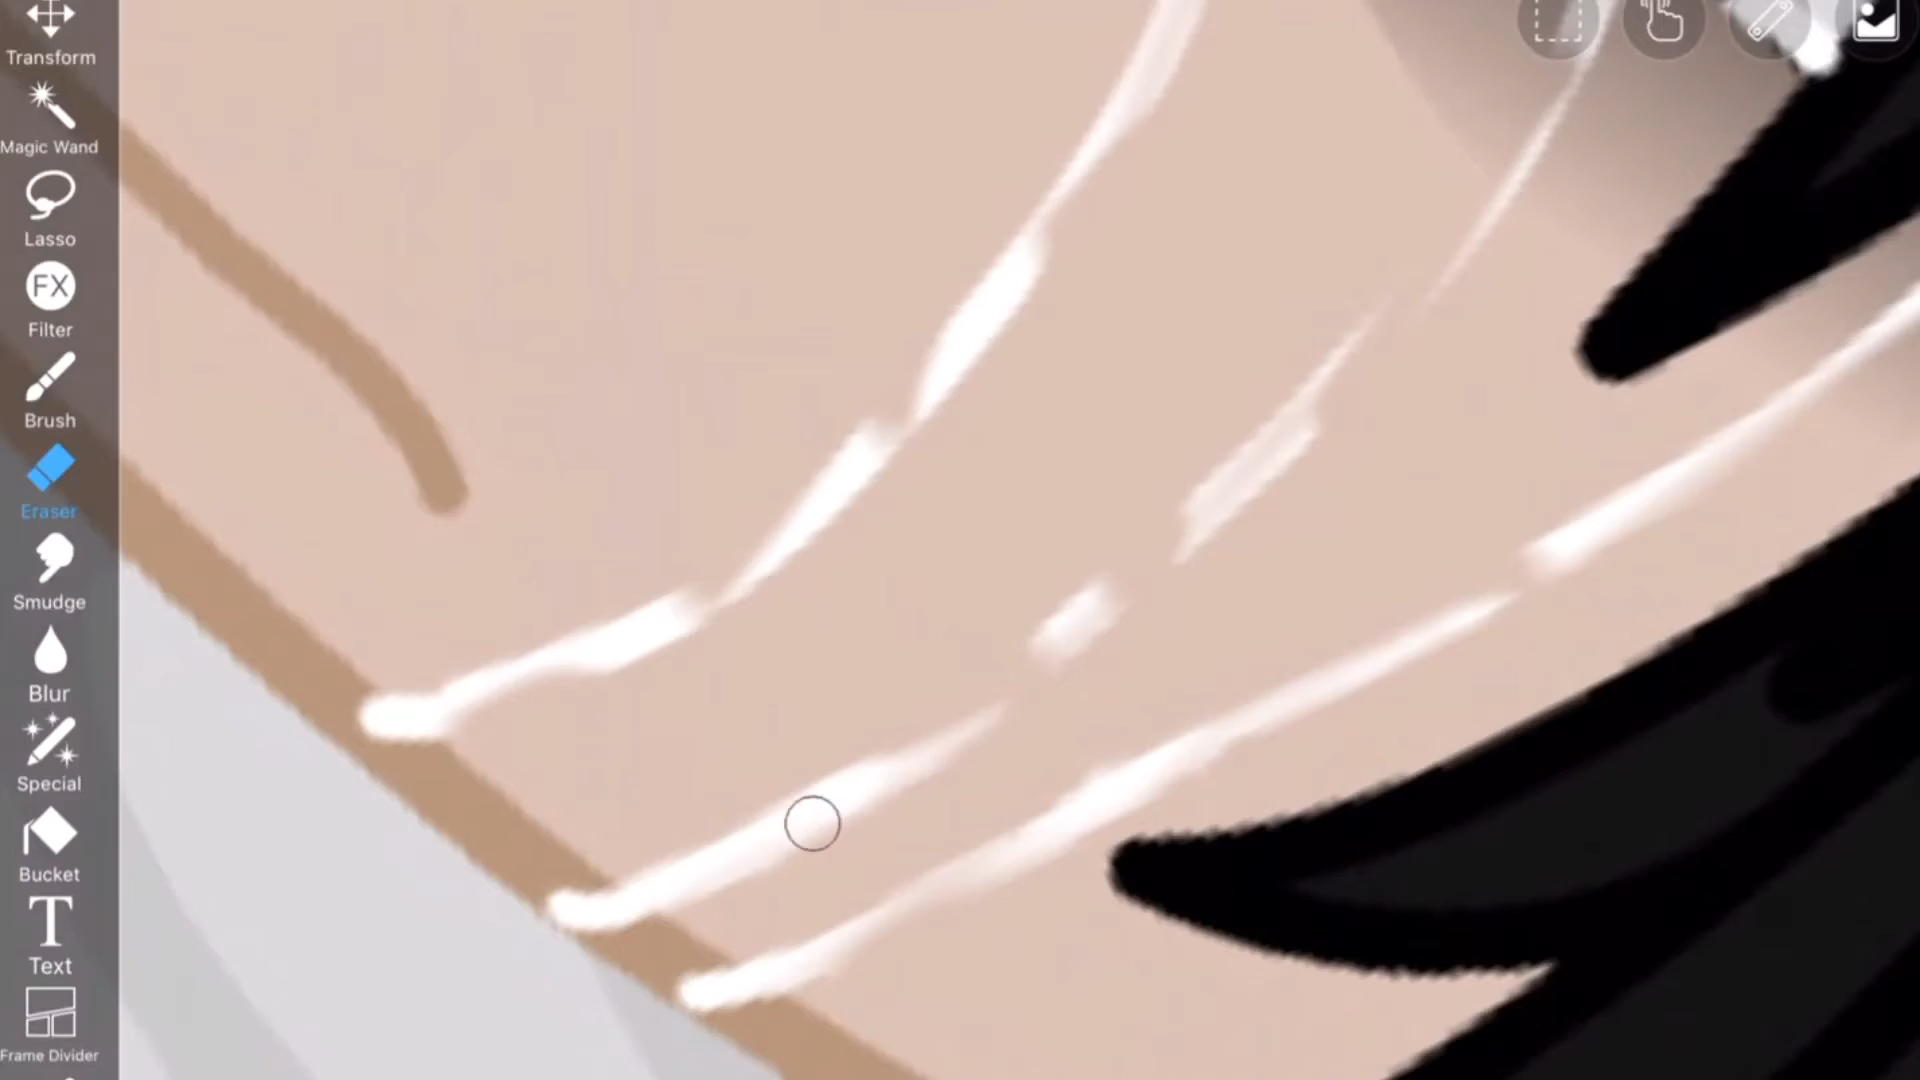 Transform
Magic Wand
Lasso
FX
Filter
Brush
Eraser
Smudge
Blur
Special
Bucket
T
Text
Frame Divider